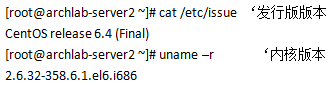 [root@archlab-server2 ~]# cat /etc/issue ‘发行版版本
CentOS release 6.4 (Final)
[root@archlab-server2 ~]# uname –r ‘内核版本
2.6.32-358.6.1.el6.i686